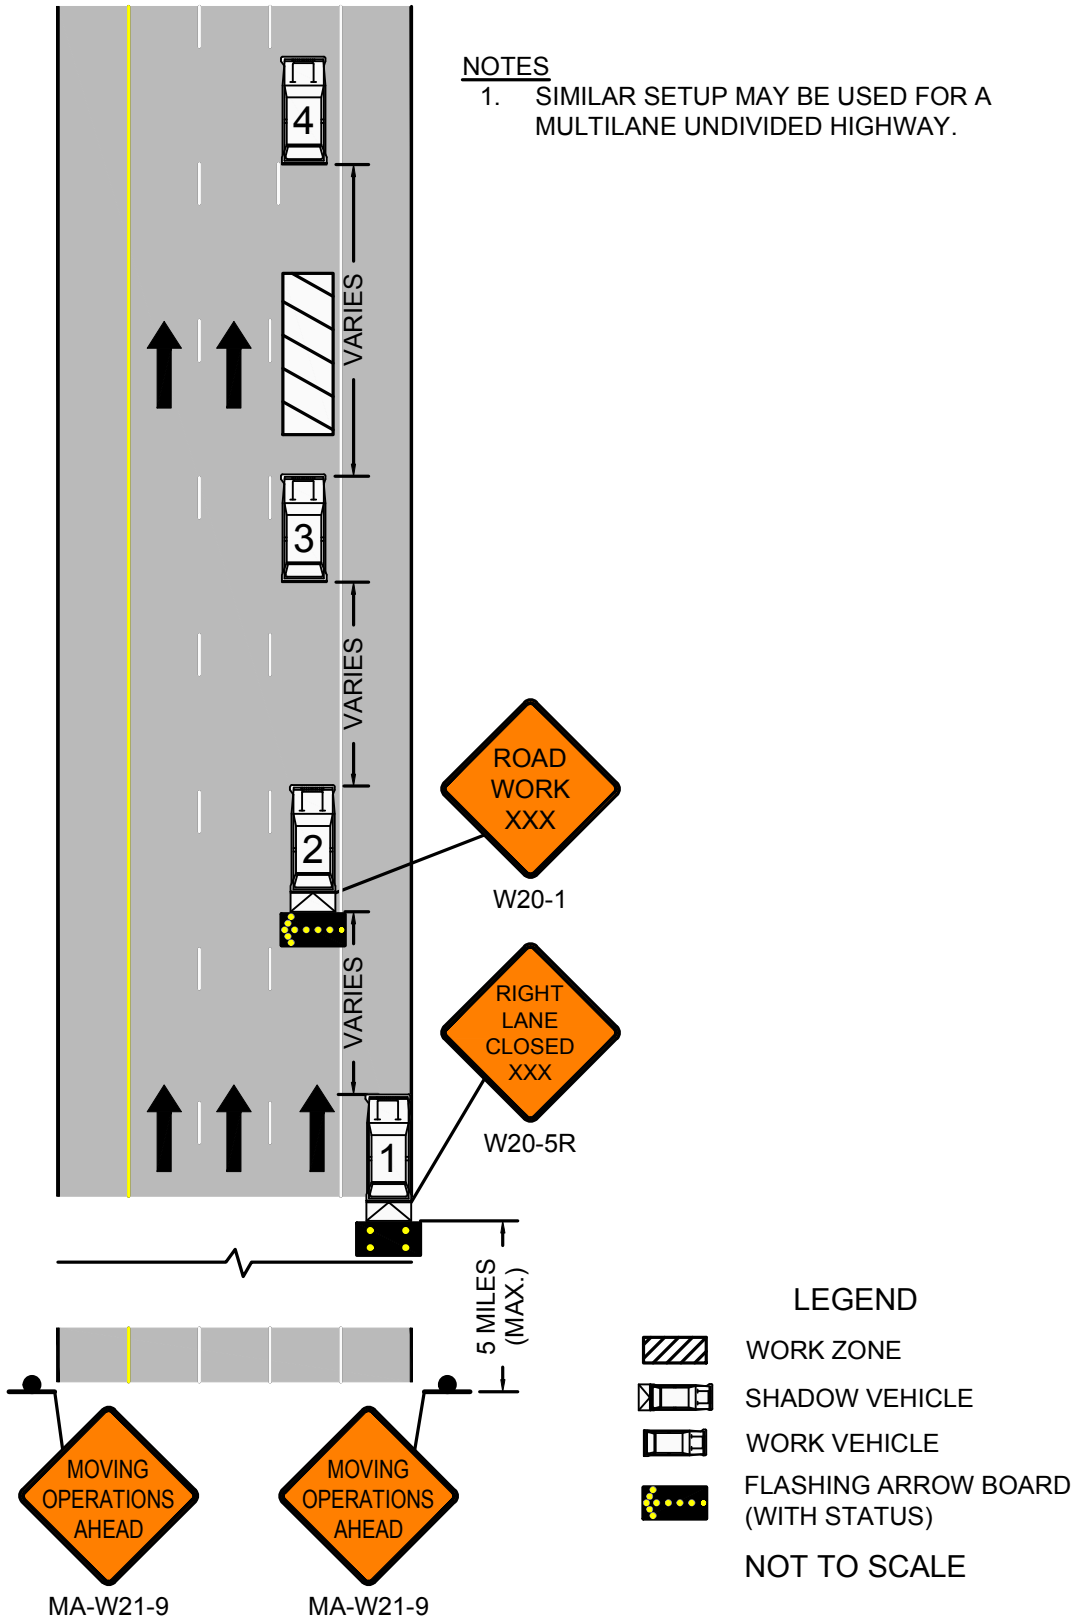 NOTES
1. SIMILAR SETUP MAY BE USED FOR A
MULTILANE UNDIVIDED HIGHWAY.
4
VARIES
3
VARIES
ROAD
WORK
XXX
W20-1
2
VARIES
RIGHT
LANE
CLOSED
XXX
W20-5R
1
5 MILES
(MAX.)
MOVING
OPERATIONS
AHEAD
MA-W21-9
MOVING
OPERATIONS
AHEAD
MA-W21-9
LEGEND
WORK ZONE
SHADOW VEHICLE
WORK VEHICLE
FLASHING ARROW BOARD
(WITH STATUS)
NOT TO SCALE